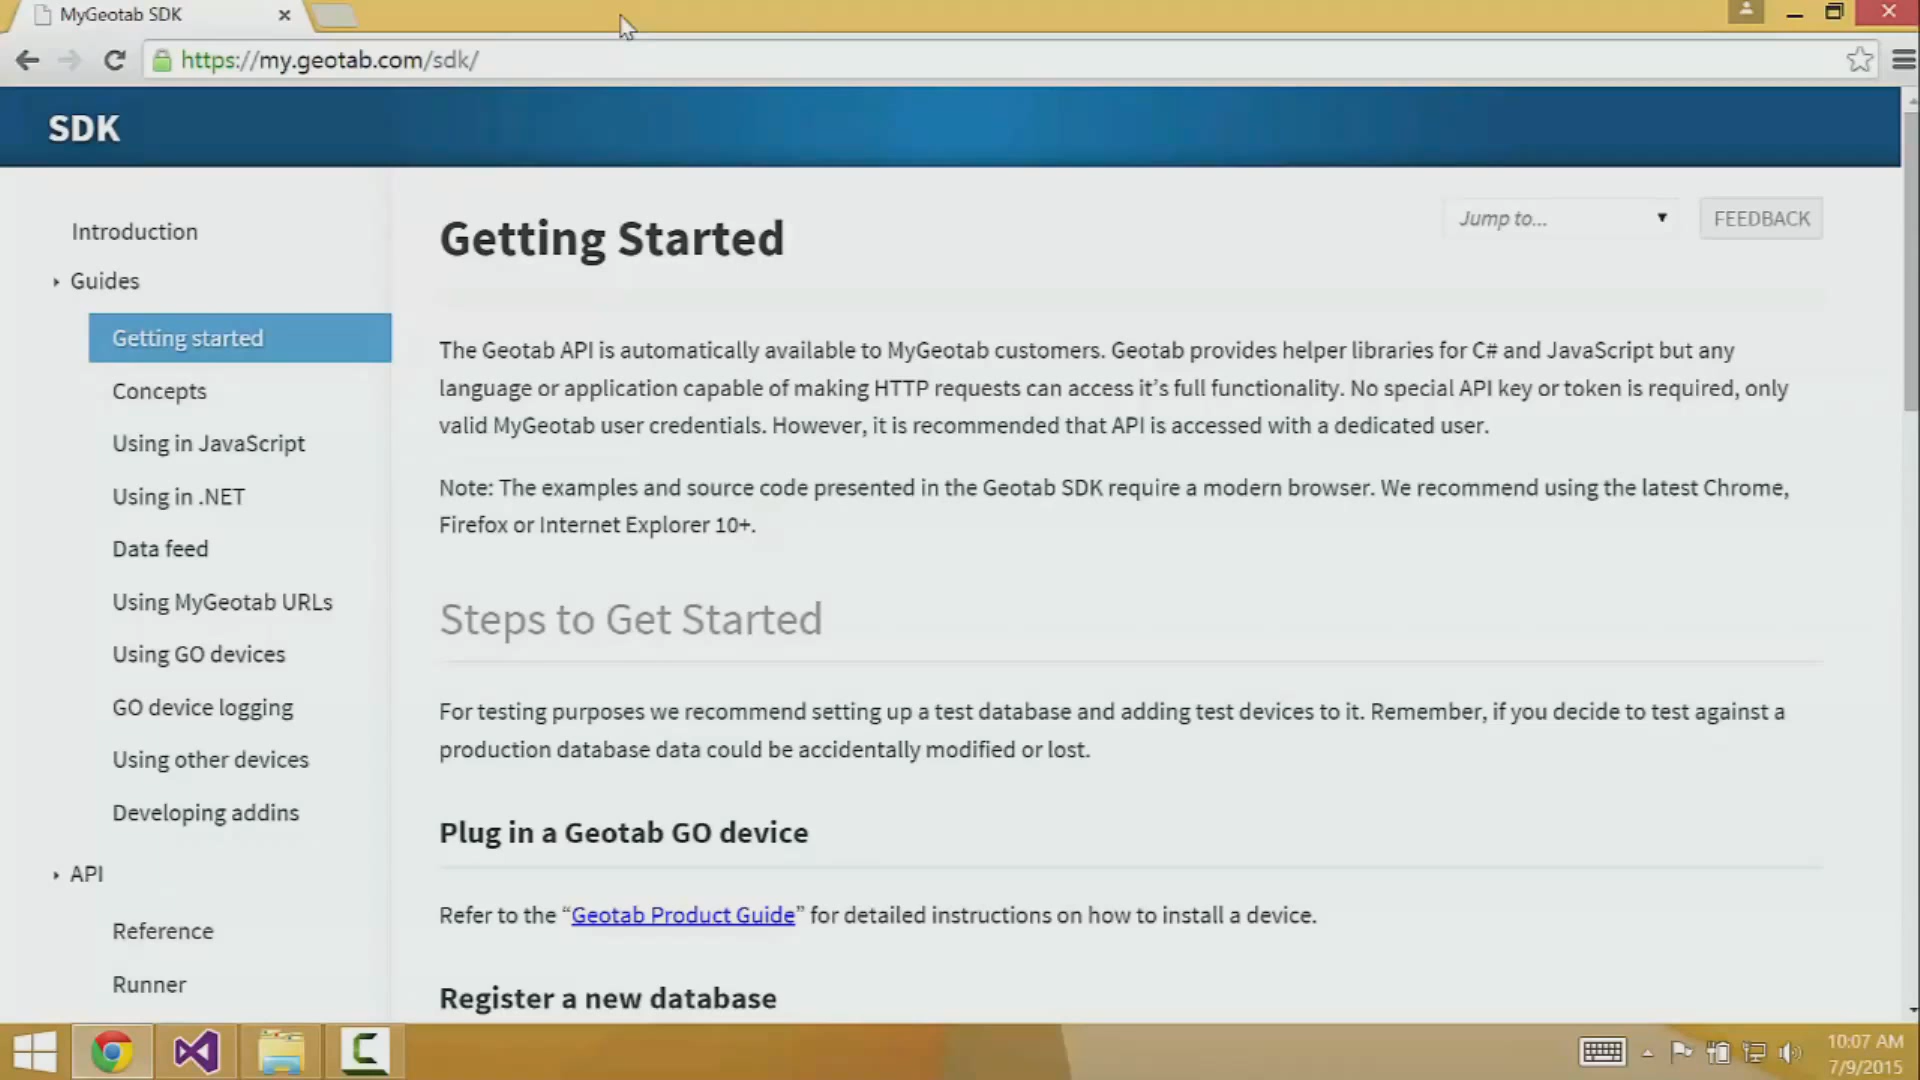 MyGeotab SDK
https://my.geotab.com/sdk/
SDK
Introduction
Guides
Getting started
Concepts
Using in JavaScript
Using in .NET
Data feed
Using MyGeotab URLs
Using GO devices
GO device logging
Using other devices
Developing addins
API
Reference
Runner
Getting Started
Jump to...
FEEDBACK
The Geotab API is automatically available to MyGeotab customers. Geotab provides helper libraries for C# and JavaScript but any
language or application capable of making HTTP requests can access it’s full functionality. No special API key or token is required, only
valid MyGeotab user credentials. However, it is recommended that API is accessed with a dedicated user.
Note: The examples and source code presented in the Geotab SDK require a modern browser. We recommend using the latest Chrome,
Firefox or Internet Explorer 10+.
Steps to Get Started
For testing purposes we recommend setting up a test database and adding test devices to it. Remember, if you decide to test against a
production database data could be accidentally modified or lost.
Plug in a Geotab GO device
Refer to the “Geotab Product Guide” for detailed instructions on how to install a device.
Register a new database
10:07 AM
7/9/2015